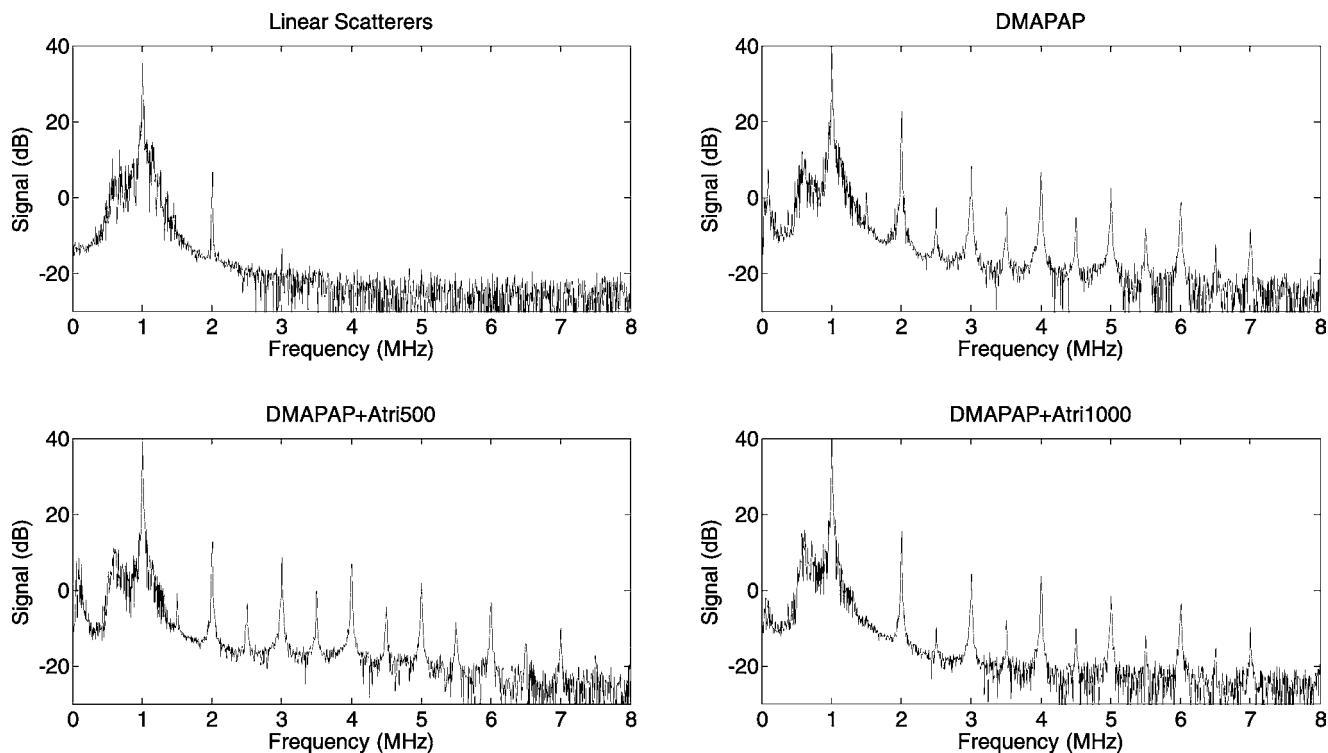 Linear Scatterers
40
20
0
-20
Signal (dB)
0 1 2 3 4 5 6 7 8
Frequency (MHz)
DMAPAP
40
20
0
-20
Signal (dB)
0 1 2 3 4 5 6 7 8
Frequency (MHz)
DMAPAP+Atri500
40
20
0
-20
Signal (dB)
0 1 2 3 4 5 6 7 8
Frequency (MHz)
DMAPAP+Atri1000
40
20
0
-20
Signal (dB)
0 1 2 3 4 5 6 7 8
Frequency (MHz)